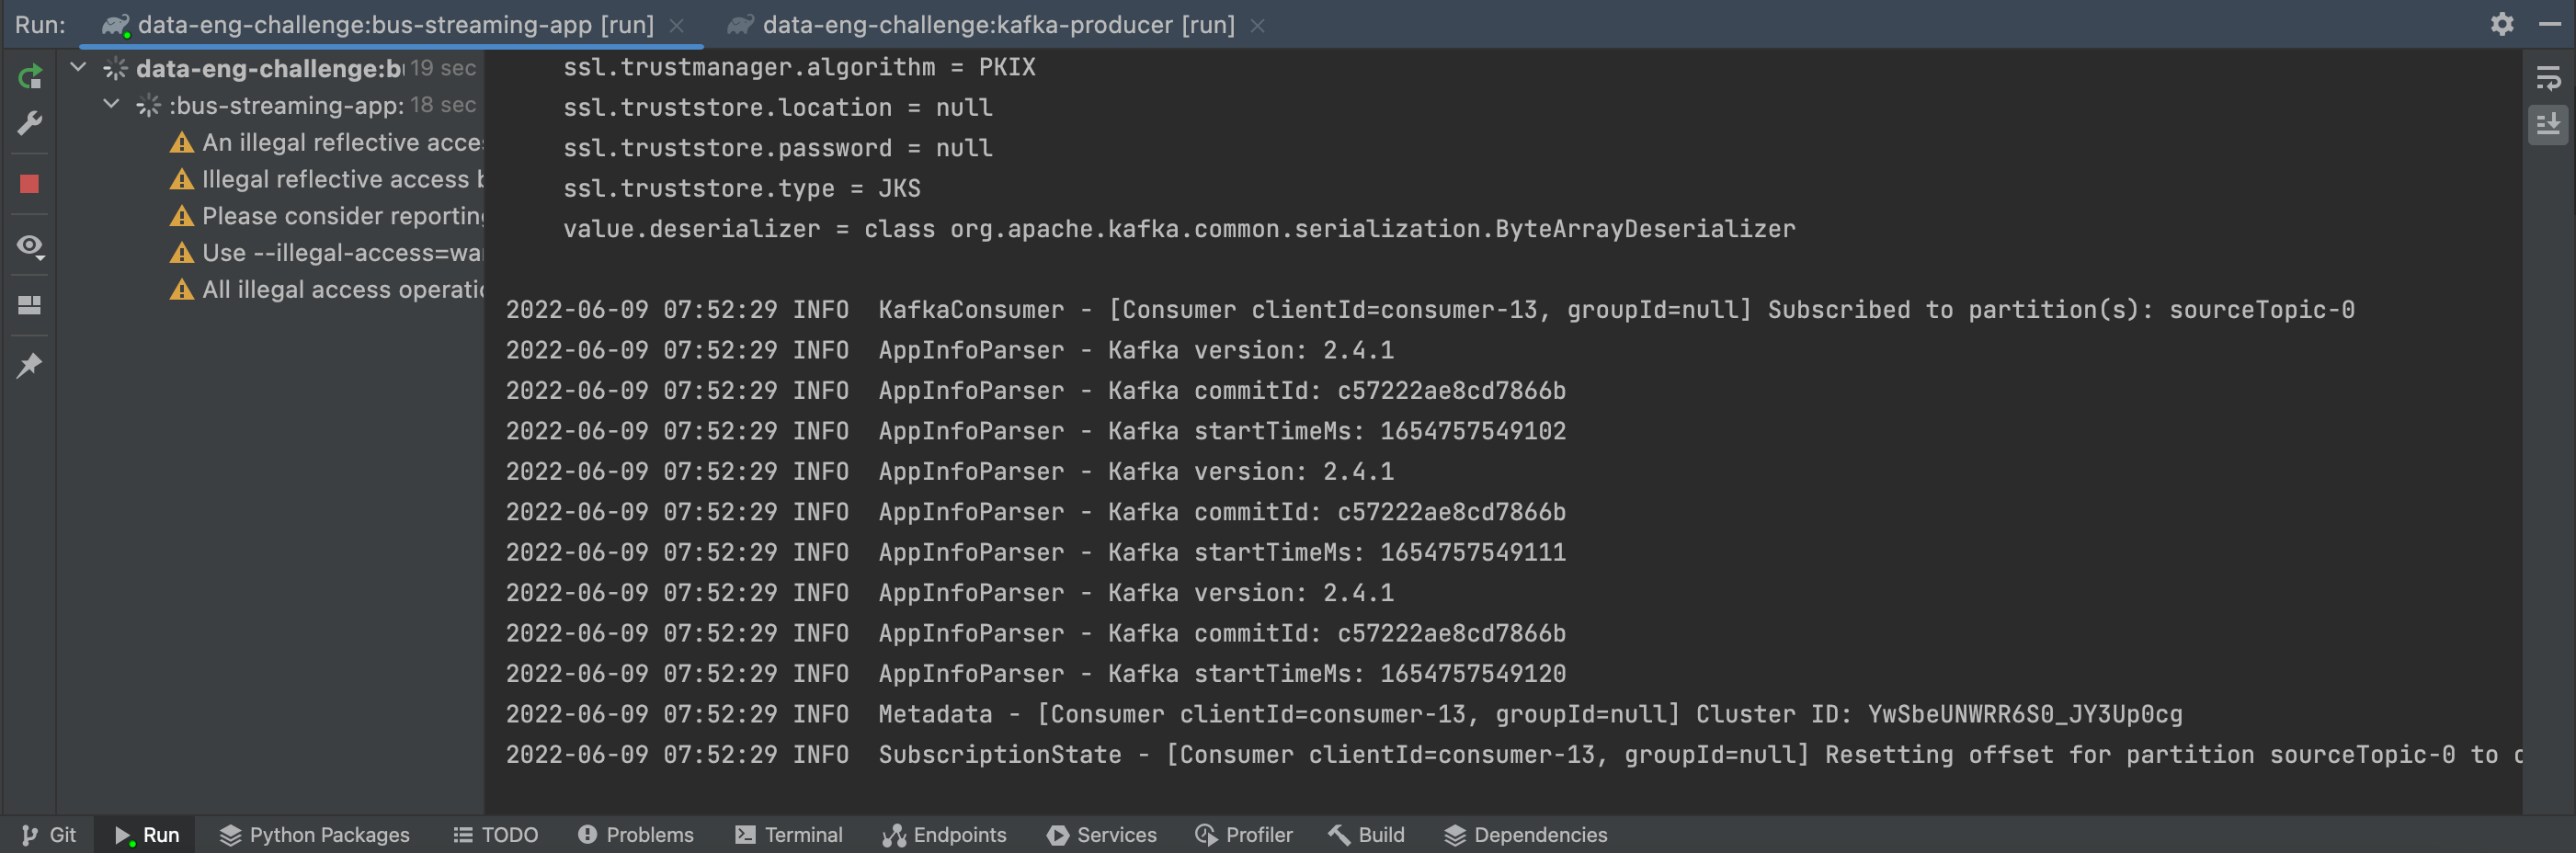 Run: data-eng-challenge:bus-streaming-app [run] data-eng-challenge:kafka-producer [run]
data-eng-challenge:b 19 sec
:bus-streaming-app: 18 sec
An illegal reflective acce
Illegal reflective access b
Please consider reporting
Use --illegal-access=wa
All illegal access operatio
ssl.trustmanager.algorithm = PKIX
ssl.truststore.location = null
ssl.truststore.password = null
ssl.truststore.type = JKS
value.deserializer = class org.apache.kafka.common.serialization.ByteArrayDeserializer
2022-06-09 07:52:29 INFO  KafkaConsumer - [Consumer clientId=consumer-13, groupId=null] Subscribed to partition(s): sourceTopic-0
2022-06-09 07:52:29 INFO  AppInfoParser - Kafka version: 2.4.1
2022-06-09 07:52:29 INFO  AppInfoParser - Kafka commitId: c57222ae8cd7866b
2022-06-09 07:52:29 INFO  AppInfoParser - Kafka startTimeMs: 1654757549102
2022-06-09 07:52:29 INFO  AppInfoParser - Kafka version: 2.4.1
2022-06-09 07:52:29 INFO  AppInfoParser - Kafka commitId: c57222ae8cd7866b
2022-06-09 07:52:29 INFO  AppInfoParser - Kafka startTimeMs: 1654757549111
2022-06-09 07:52:29 INFO  AppInfoParser - Kafka version: 2.4.1
2022-06-09 07:52:29 INFO  AppInfoParser - Kafka commitId: c57222ae8cd7866b
2022-06-09 07:52:29 INFO  AppInfoParser - Kafka startTimeMs: 1654757549120
2022-06-09 07:52:29 INFO  Metadata - [Consumer clientId=consumer-13, groupId=null] Cluster ID: YwSbeUNWRR6S0_JY3Up0cg
2022-06-09 07:52:29 INFO  SubscriptionState - [Consumer clientId=consumer-13, groupId=null] Resetting offset for partition sourceTopic-0 to
Git Run Python Packages TODO Problems Terminal Endpoints Services Profiler Build Dependencies